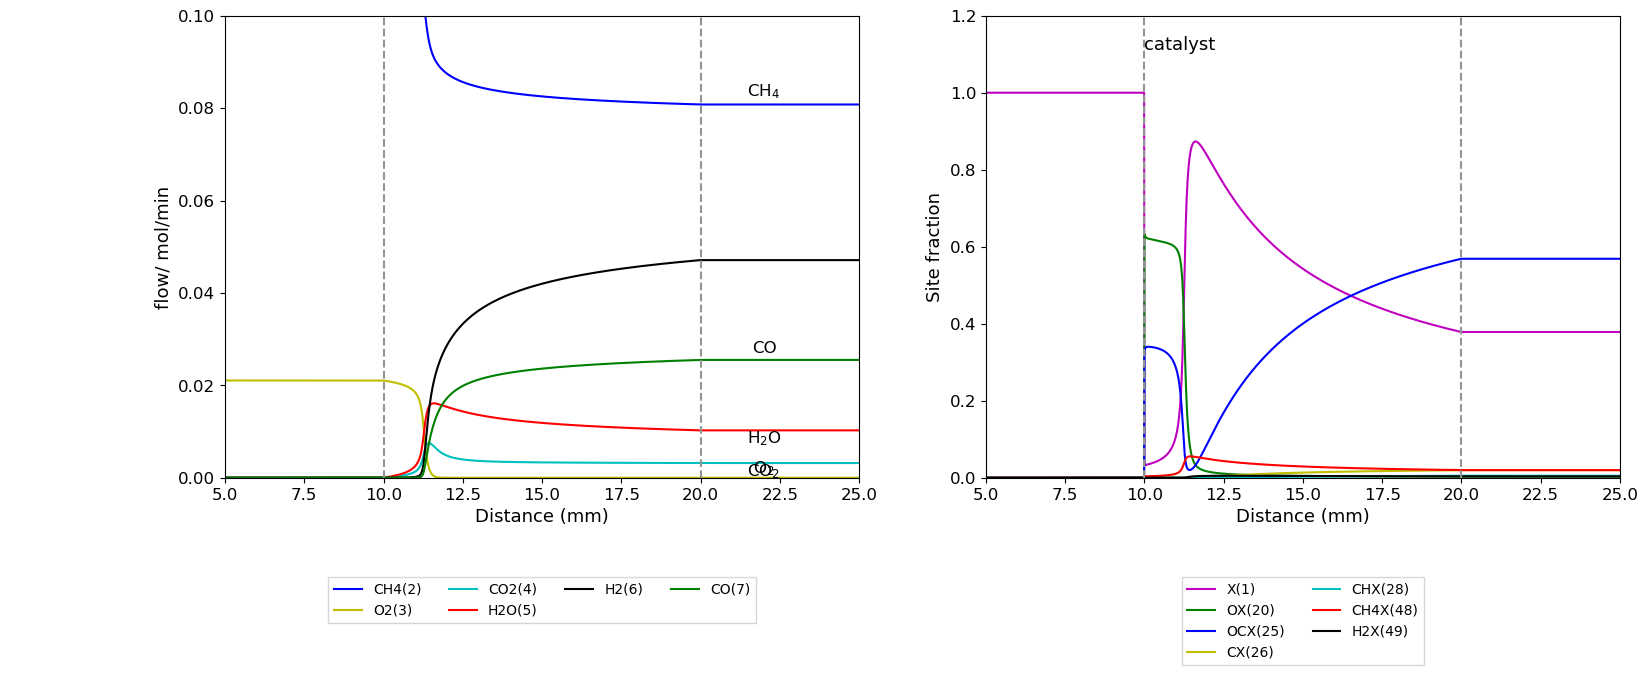 0.10
0.08
0.06
0.04
0.02
0.00
flow/ mol/min
CH₄
CO
H₂O
O₂
CO₂
5.0 7.5 10.0 12.5 15.0 17.5 20.0 22.5 25.0
Distance (mm)
CH4(2) CO2(4) H2(6) CO(7)
O2(3) H2O(5)
1.2
1.0
0.8
0.6
0.4
0.2
0.0
Site fraction
catalyst
5.0 7.5 10.0 12.5 15.0 17.5 20.0 22.5 25.0
Distance (mm)
X(1) CHX(28)
OX(20) CH4X(48)
OCX(25) H2X(49)
CX(26)